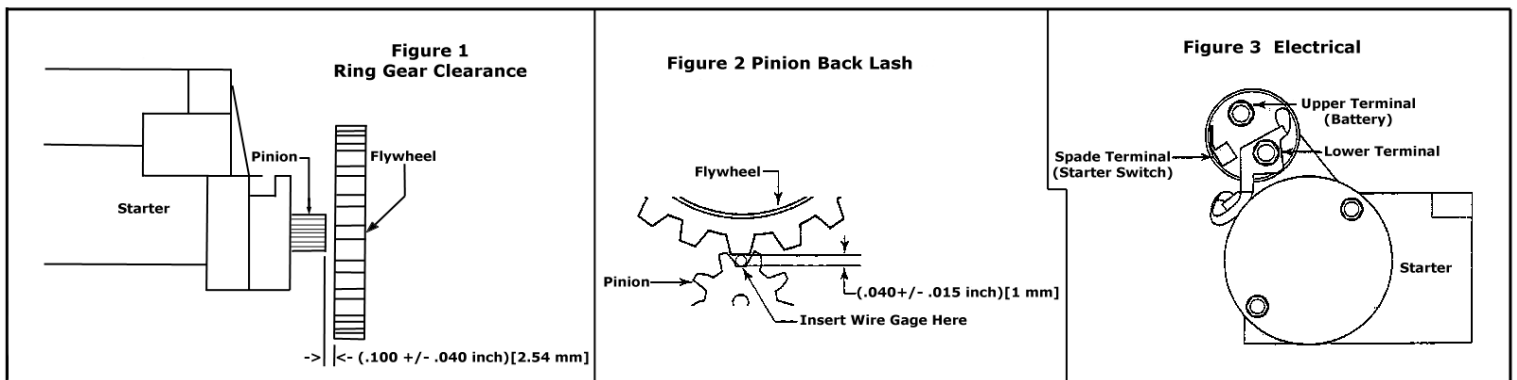 Figure 1
Ring Gear Clearance
Pinion
Flywheel
Starter
-> <- (.100 +/- .040 inch)[2.54 mm]
Figure 2 Pinion Back Lash
Flywheel
Pinion
(.040+/- .015 inch)[1 mm]
Insert Wire Gage Here
Figure 3 Electrical
Upper Terminal
(Battery)
Lower Terminal
Spade Terminal
(Starter Switch)
Starter